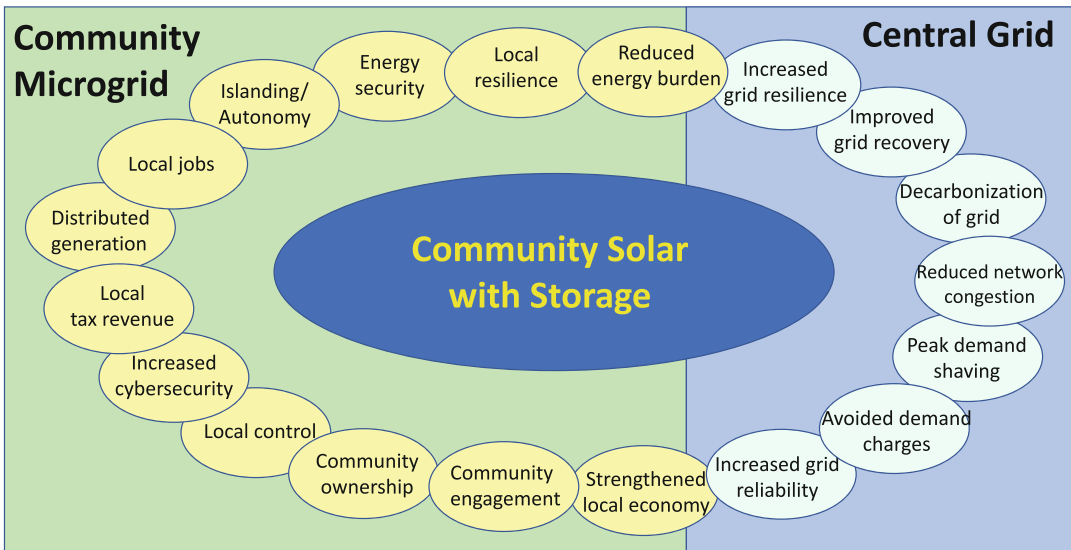 Community
Microgrid
Central Grid
Energy
security
Local
resilience
Reduced
energy burden
Increased
grid resilience
Islanding/
Autonomy
Improved
grid recovery
Local jobs
Decarbonization
of grid
Distributed
generation
Community Solar
with Storage
Reduced network
congestion
Local
tax revenue
Peak demand
shaving
Increased
cybersecurity
Avoided demand
charges
Local control
Community
ownership
Community
engagement
Strengthened
local economy
Increased grid
reliability